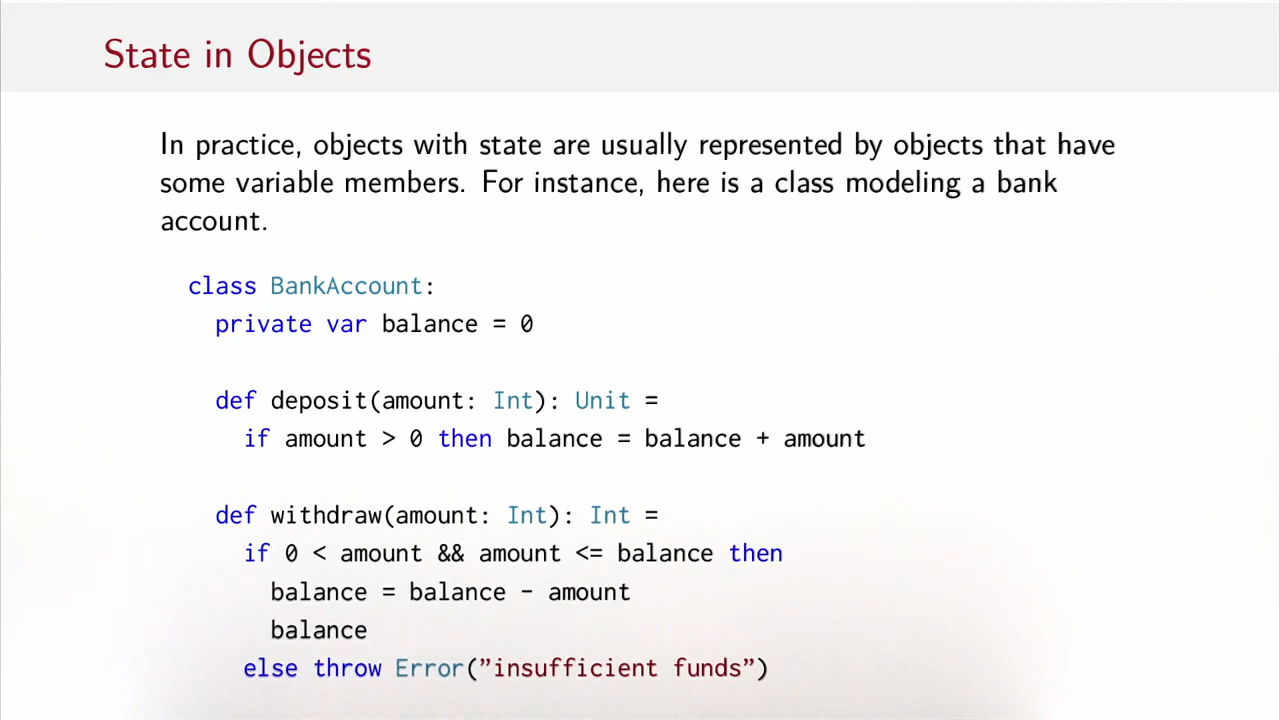 State in Objects
In practice, objects with state are usually represented by objects that have
some variable members. For instance, here is a class modeling a bank
account.
class BankAccount:
  private var balance = 0
  def deposit(amount: Int): Unit =
    if amount > 0 then balance = balance + amount
  def withdraw(amount: Int): Int =
    if 0 < amount && amount <= balance then
      balance = balance - amount
      balance
    else throw Error(”insufficient funds”)